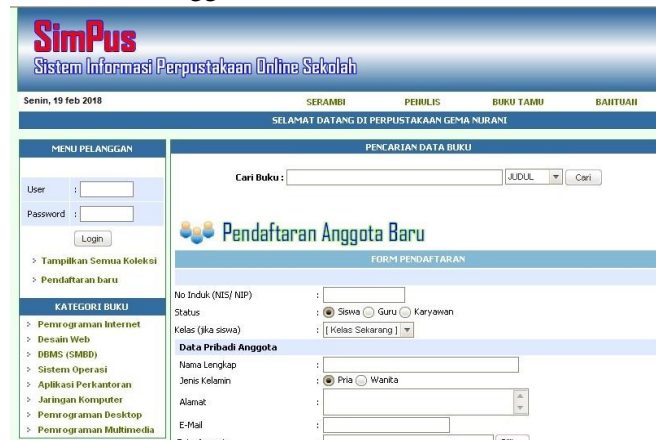 SimPus
Sistem Informasi Perpustakaan Online Sekolah
Senin, 19 feb 2018
SERAMBI PENULIS BUKU TAMU BANTUAN
SELAMAT DATANG DI PERPUSTAKAAN GEMA NURANI
MENU PELANGGAN
User :
Password :
Login
> Tampilkan Semua Koleksi
> Pendaftaran baru
KATEGORI BUKU
> Pemrograman Internet
> Desain Web
> DBMS (SMBD)
> Sistem Operasi
> Aplikasi Perkantoran
> Jaringan Komputer
> Pemrograman Desktop
> Pemrograman Multimedia
PENCARIAN DATA BUKU
Cari Buku : JUDUL Cari
Pendaftaran Anggota Baru
FORM PENDAFTARAN
No Induk (NIS/ NIP) :
Status : Siswa Guru Karyawan
Kelas (jika siswa) : [ Kelas Sekarang ]
Data Pribadi Anggota
Nama Lengkap :
Jenis Kelamin : Pria Wanita
Alamat :
E-Mail :